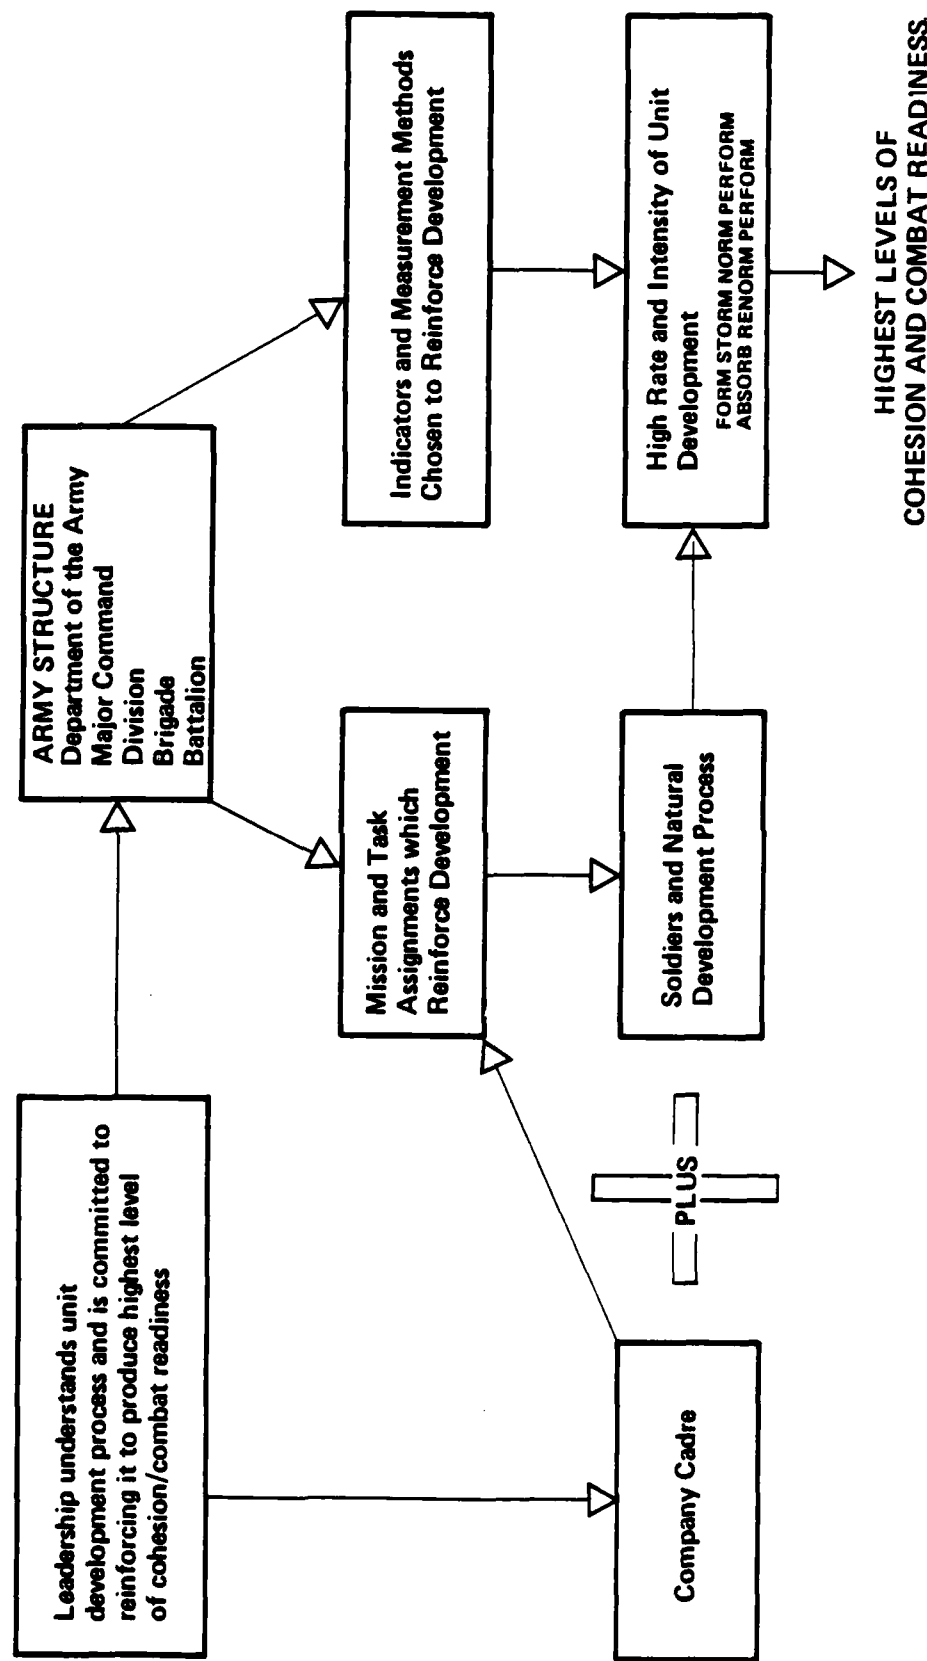 Leadership understands unit
development process and is committed to
reinforcing it to produce highest level
of cohesion/combat readiness
ARMY STRUCTURE
Department of the Army
Major Command
Division
Brigade
Battalion
Mission and Task
Assignments which
Reinforce Development
Indicators and Measurement Methods
Chosen to Reinforce Development
Company Cadre
PLUS
Soldiers and Natural
Development Process
High Rate and Intensity of Unit
Development
FORM STORM NORM PERFORM
ABSORB RENORM PERFORM
HIGHEST LEVELS OF
COHESION AND COMBAT READINESS